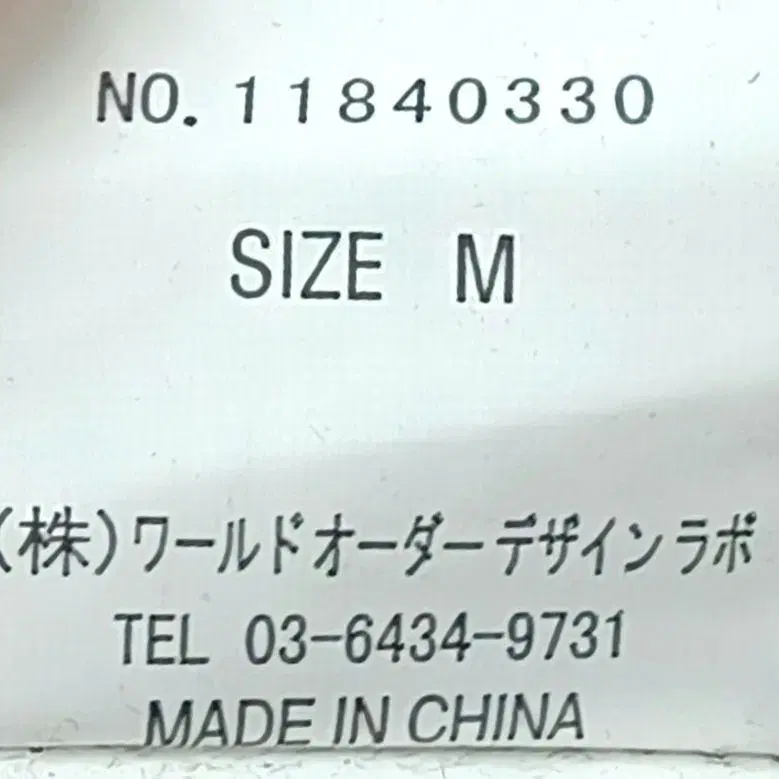 NO. 11840330
SIZE M
(株)ワールドオーダーデザインラボ
TEL 03-6434-9731
MADE IN CHINA